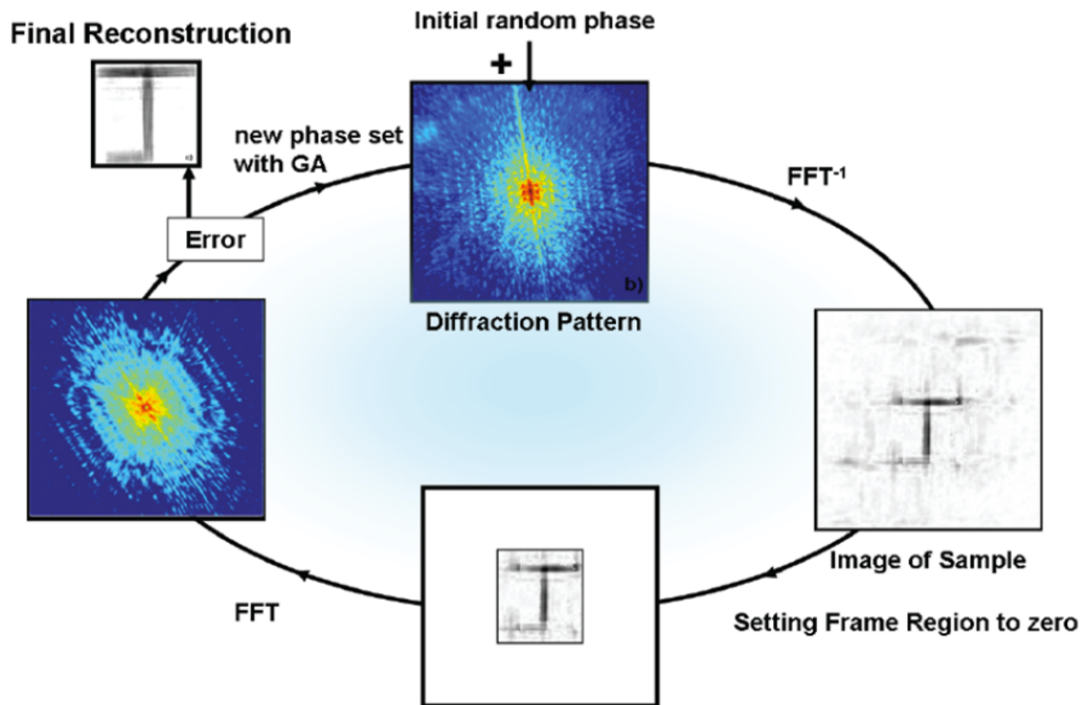 Initial random phase
+
Final Reconstruction
new phase set
with GA
FFT-1
Error
b)
Diffraction Pattern
Image of Sample
FFT
Setting Frame Region to zero